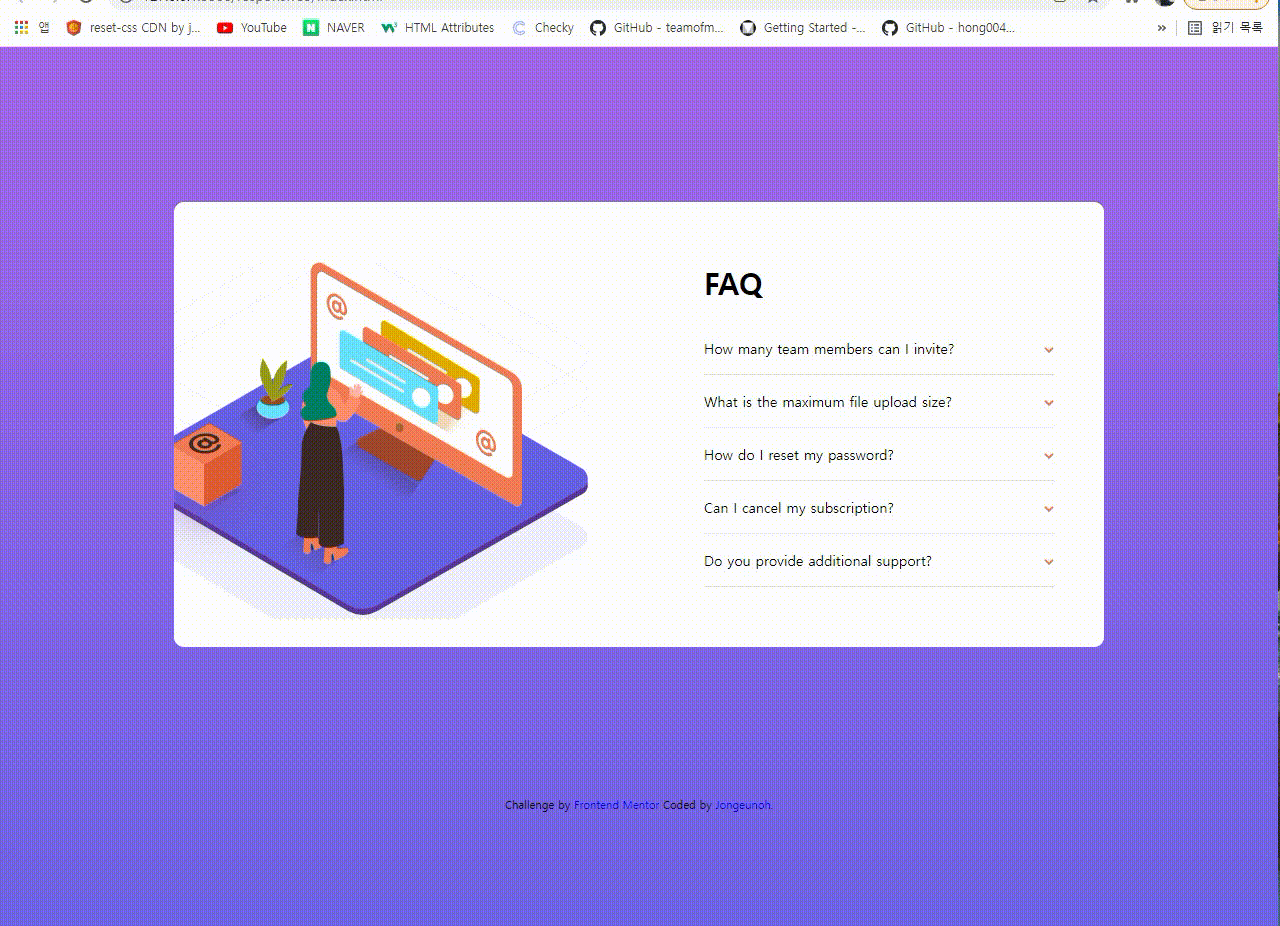 앱 reset-css CDN by j... YouTube NAVER HTML Attributes Checky GitHub - teamofm... Getting Started -... GitHub - hong004... » 읽기 목록
FAQ
How many team members can I invite?
What is the maximum file upload size?
How do I reset my password?
Can I cancel my subscription?
Do you provide additional support?
Challenge by Frontend Mentor Coded by Jongeunoh.